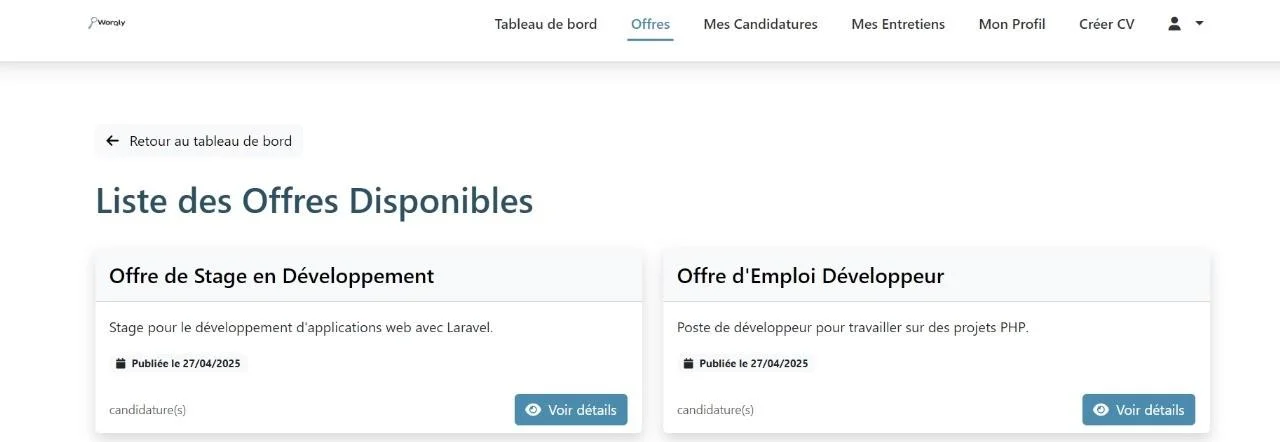 Worqly
Tableau de bord Offres Mes Candidatures Mes Entretiens Mon Profil Créer CV
Retour au tableau de bord
Liste des Offres Disponibles
Offre de Stage en Développement
Stage pour le développement d'applications web avec Laravel.
Publiée le 27/04/2025
candidature(s) Voir détails
Offre d'Emploi Développeur
Poste de développeur pour travailler sur des projets PHP.
Publiée le 27/04/2025
candidature(s) Voir détails